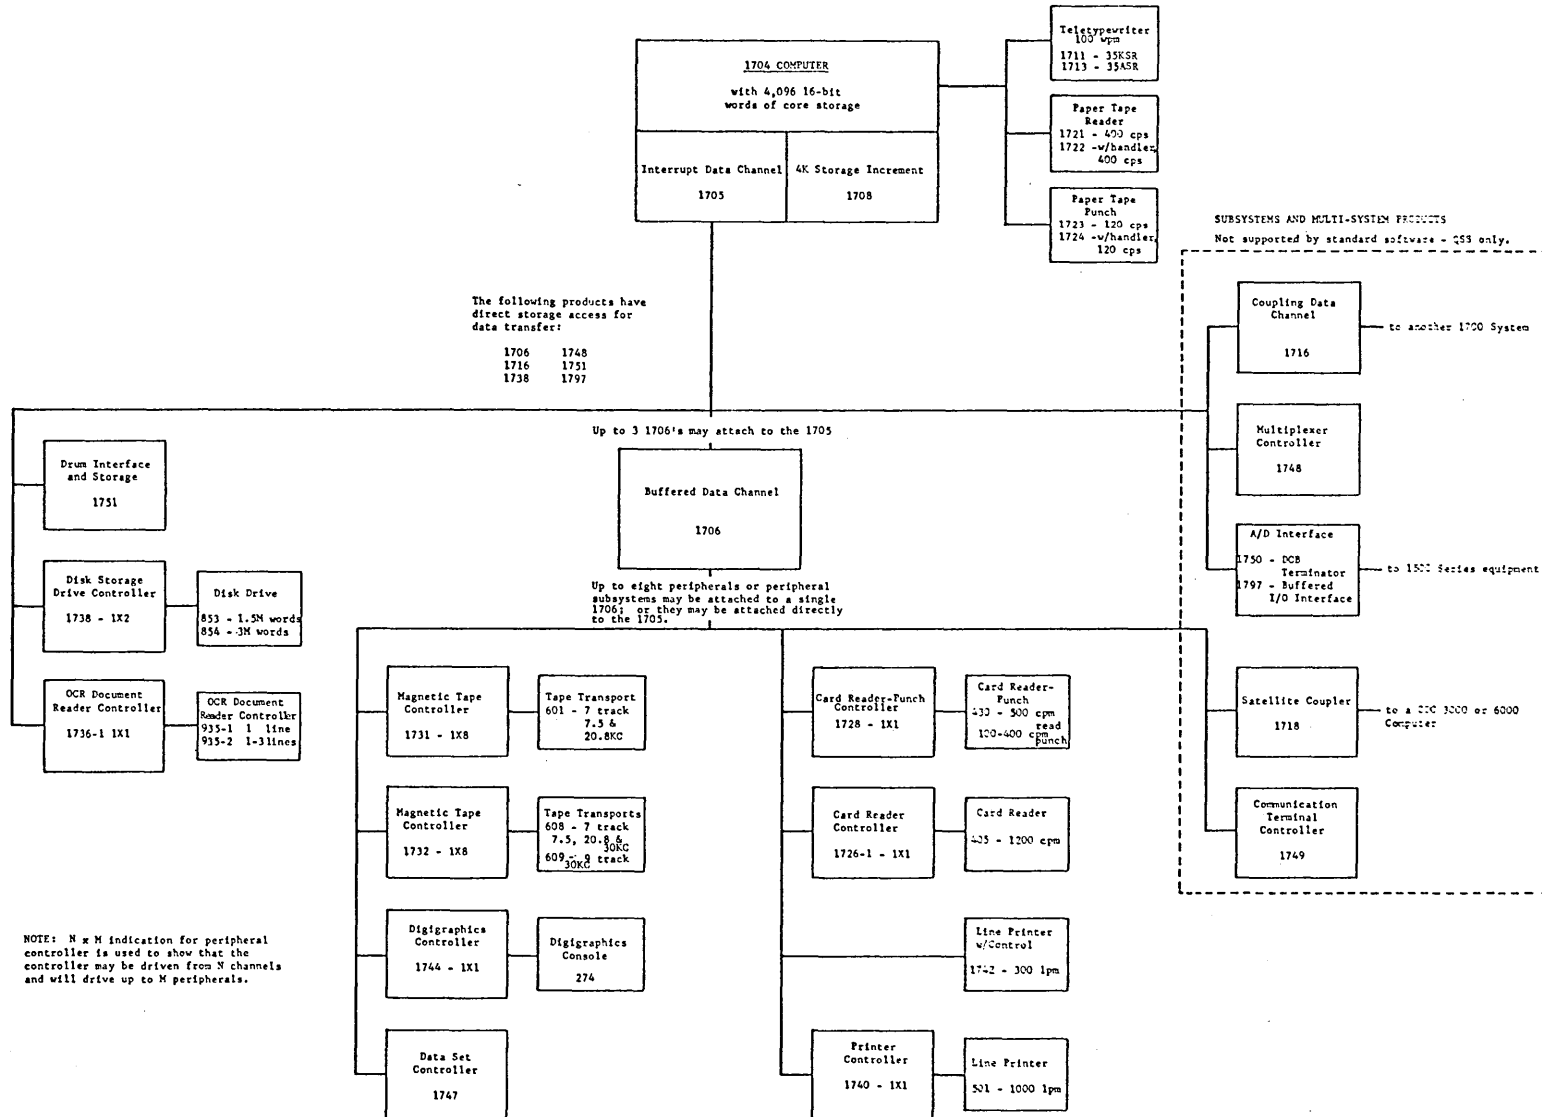 1704 COMPUTER
with 4,096 16-bit
words of core storage
Interrupt Data Channel
1705
4K Storage Increment
1708
Teletypewriter
100 wpm
1711 - 35KSR
1713 - 35ASR
Paper Tape
Reader
1721 - 400 cps
1722 -w/handler,
400 cps
Paper Tape
Punch
1723 - 120 cps
1724 -w/handler,
120 cps
SUBSYSTEMS AND MULTI-SYSTEM PRODUCTS
Not supported by standard software - QSS only.
The following products have
direct storage access for
data transfer:
1706 1748
1716 1751
1738 1797
Coupling Data
Channel
1716
to another 1700 System
Multiplexer
Controller
1748
A/D Interface
1750 - DCB
Terminator
1797 - Buffered
I/O Interface
to 1500 Series equipment
Up to 3 1706's may attach to the 1705
Buffered Data Channel
1706
Up to eight peripherals or peripheral
subsystems may be attached to a single
1706; or they may be attached directly
to the 1705.
Drum Interface
and Storage
1751
Disk Storage
Drive Controller
1738 - 1X2
Disk Drive
853 - 1.5M words
854 - 3M words
OCR Document
Reader Controller
1736-1 1X1
OCR Document
Reader Controller
935-1 1 line
935-2 1-3lines
Magnetic Tape
Controller
1731 - 1X8
Tape Transport
601 - 7 track
7.5 &
20.8KC
Magnetic Tape
Controller
1732 - 1X8
Tape Transports
608 - 7 track
7.5, 20.8 &
30KC
609 - 9 track
30KC
Digigraphics
Controller
1744 - 1X1
Digigraphics
Console
274
Data Set
Controller
1747
Card Reader-Punch
Controller
1728 - 1X1
Card Reader-
Punch
430 - 500 cpm
read
100-400 cpm
punch
Card Reader
Controller
1726-1 - 1X1
Card Reader
405 - 1200 cpm
Line Printer
w/Control
1742 - 300 lpm
Printer
Controller
1740 - 1X1
Line Printer
501 - 1000 lpm
Satellite Coupler
1718
to a CDC 3000 or 6000
Computer
Communication
Terminal
Controller
1749
NOTE: N x M indication for peripheral
controller is used to show that the
controller may be driven from N channels
and will drive up to M peripherals.